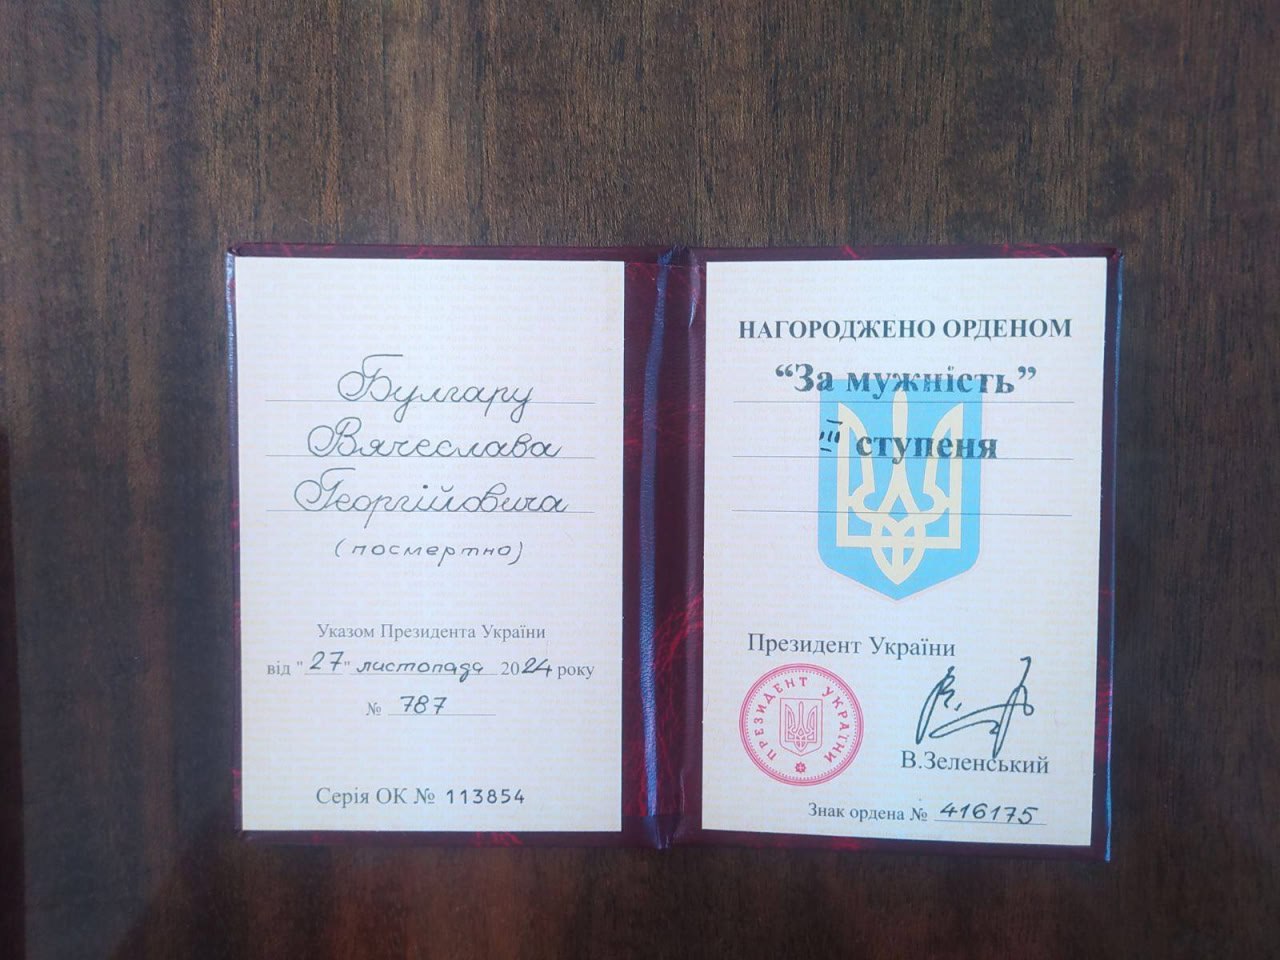 Булгару
Вячеслава
Георгійовича
(посмертно)
Указом Президента України
від "27" листопада 2024 року
№ 787
Серія ОК № 113854
НАГОРОДЖЕНО ОРДЕНОМ
“За мужність”
III ступеня
Президент України
ПРЕЗИДЕНТ УКРАЇНИ
В.Зеленський
Знак ордена № 416175